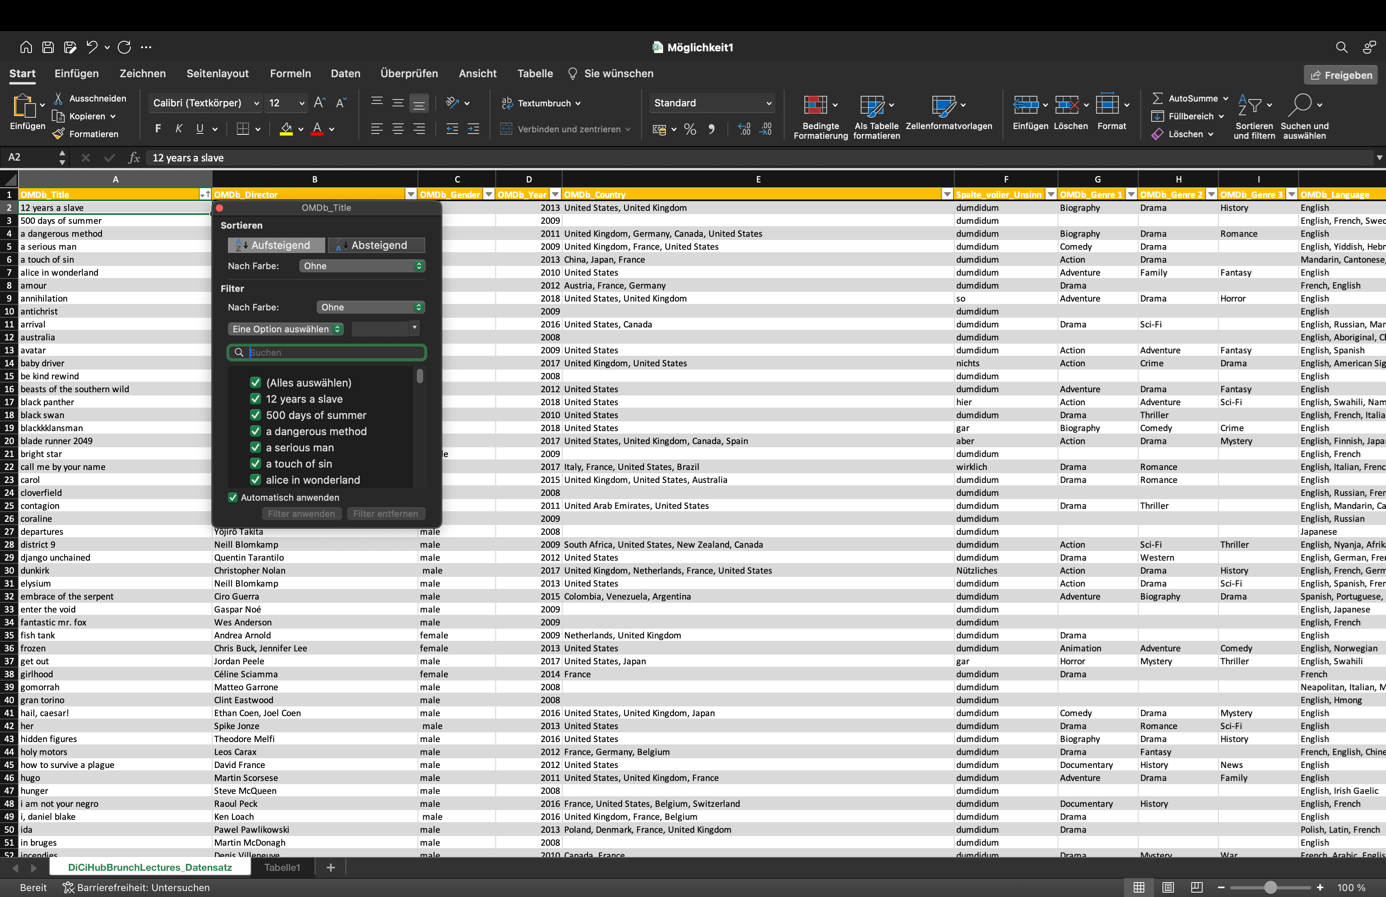 Möglichkeit1
Start Einfügen Zeichnen Seitenlayout Formeln Daten Überprüfen Ansicht Tabelle Sie wünschen Freigeben
Einfügen Ausschneiden Kopieren Formatieren
Calibri (Textkörper) 12
F K U
Textumbruch
Verbinden und zentrieren
Standard
Bedingte Formatierung Als Tabelle formatieren Zellenformatvorlagen
Einfügen Löschen Format
AutoSumme
Füllbereich
Löschen
Sortieren und filtern Suchen und auswählen
A2 fx 12 years a slave
A B C D E F G H I
1 OMDb_Title OMDb_Director OMDb_Gender OMDb_Year OMDb_Country Spalte_voller_Unsinn OMDb_Genre 1 OMDb_Genre 2 OMDb_Genre 3 OMDb_Language
2 12 years a slave 2013 United States, United Kingdom dumdidum Biography Drama History English
3 500 days of summer 2009 dumdidum English, French, Swed
4 a dangerous method 2011 United Kingdom, Germany, Canada, United States dumdidum Biography Drama Romance English
5 a serious man 2009 United Kingdom, France, United States dumdidum Comedy Drama English, Yiddish, Hebr
6 a touch of sin 2013 China, Japan, France dumdidum Action Drama Mandarin, Cantonese,
7 alice in wonderland 2010 United States dumdidum Adventure Family Fantasy English
8 amour 2012 Austria, France, Germany dumdidum Drama French, English
9 annihilation 2018 United States, United Kingdom so Adventure Drama Horror English
10 antichrist 2009 dumdidum English
11 arrival 2016 United States, Canada dumdidum Drama Sci-Fi English, Russian, Man
12 australia 2008 dumdidum English, Aboriginal, C
13 avatar 2009 United States dumdidum Action Adventure Fantasy English, Spanish
14 baby driver 2017 United Kingdom, United States nichts Action Crime Drama English, American Sig
15 be kind rewind 2008 dumdidum English
16 beasts of the southern wild 2012 United States dumdidum Adventure Drama Fantasy English
17 black panther 2018 United States hier Action Adventure Sci-Fi English, Swahili, Nam
18 black swan 2010 United States dumdidum Drama Thriller English, French, Italia
19 blackkklansman 2018 United States gar Biography Comedy Crime English
20 blade runner 2049 2017 United States, United Kingdom, Canada, Spain aber Action Drama Mystery English, Finnish, Japa
21 bright star le 2009 dumdidum English, French
22 call me by your name 2017 Italy, France, United States, Brazil wirklich Drama Romance English, Italian, Frenc
23 carol 2015 United Kingdom, United States, Australia dumdidum Drama Romance English
24 cloverfield 2008 dumdidum English, Russian, Fren
25 contagion 2011 United Arab Emirates, United States dumdidum Drama Thriller English, Mandarin, Ca
26 coraline 2009 dumdidum English, Russian
27 departures Yōjirō Takita male 2008 dumdidum Japanese
28 district 9 Neill Blomkamp male 2009 South Africa, United States, New Zealand, Canada dumdidum Action Sci-Fi Thriller English, Nyanja, Afrik
29 django unchained Quentin Tarantino male 2012 United States dumdidum Drama Western English, German, Fren
30 dunkirk Christopher Nolan male 2017 United Kingdom, Netherlands, France, United States Nützliches Action Drama History English, French, Germ
31 elysium Neill Blomkamp male 2013 United States dumdidum Action Drama Sci-Fi English, Spanish, Fren
32 embrace of the serpent Ciro Guerra male 2015 Colombia, Venezuela, Argentina dumdidum Adventure Biography Drama Spanish, Portuguese,
33 enter the void Gaspar Noé male 2009 dumdidum English, Japanese
34 fantastic mr. fox Wes Anderson male 2009 dumdidum English, French
35 fish tank Andrea Arnold female 2009 Netherlands, United Kingdom dumdidum Drama English
36 frozen Chris Buck, Jennifer Lee female 2013 United States dumdidum Animation Adventure Comedy English, Norwegian
37 get out Jordan Peele male 2017 United States, Japan gar Horror Mystery Thriller English, Swahili
38 girlhood Céline Sciamma female 2014 France dumdidum Drama French
39 gomorrah Matteo Garrone male 2008 dumdidum Neapolitan, Italian, M
40 gran torino Clint Eastwood male 2008 dumdidum English, Hmong
41 hail, caesar! Ethan Coen, Joel Coen male 2016 United States, United Kingdom, Japan dumdidum Comedy Drama Mystery English
42 her Spike Jonze male 2013 United States dumdidum Drama Romance Sci-Fi English
43 hidden figures Theodore Melfi male 2016 United States dumdidum Biography Drama History English
44 holy motors Leos Carax male 2012 France, Germany, Belgium dumdidum Drama Fantasy French, English, Chine
45 how to survive a plague David France male 2012 United States dumdidum Documentary History News English
46 hugo Martin Scorsese male 2011 United States, United Kingdom, France dumdidum Adventure Drama Family English
47 hunger Steve McQueen male 2008 dumdidum English, Irish Gaelic
48 i am not your negro Raoul Peck male 2016 France, United States, Belgium, Switzerland dumdidum Documentary History English, French
49 i, daniel blake Ken Loach male 2016 United Kingdom, France, Belgium dumdidum Drama English
50 ida Pawel Pawlikowski male 2013 Poland, Denmark, France, United Kingdom dumdidum Drama Polish, Latin, French
51 in bruges Martin McDonagh male 2008 dumdidum English
52 incendies Denis Villeneuve male 2010 Canada, France dumdidum Drama Mystery War French, Arabic, Englis
OMDb_Title
Sortieren
Aufsteigend Absteigend
Nach Farbe: Ohne
Filter
Nach Farbe: Ohne
Eine Option auswählen
Suchen
(Alles auswählen)
12 years a slave
500 days of summer
a dangerous method
a serious man
a touch of sin
alice in wonderland
Automatisch anwenden
Filter anwenden Filter entfernen
DiCiHubBrunchLectures_Datensatz Tabelle1 +
Bereit Barrierefreiheit: Untersuchen 100 %